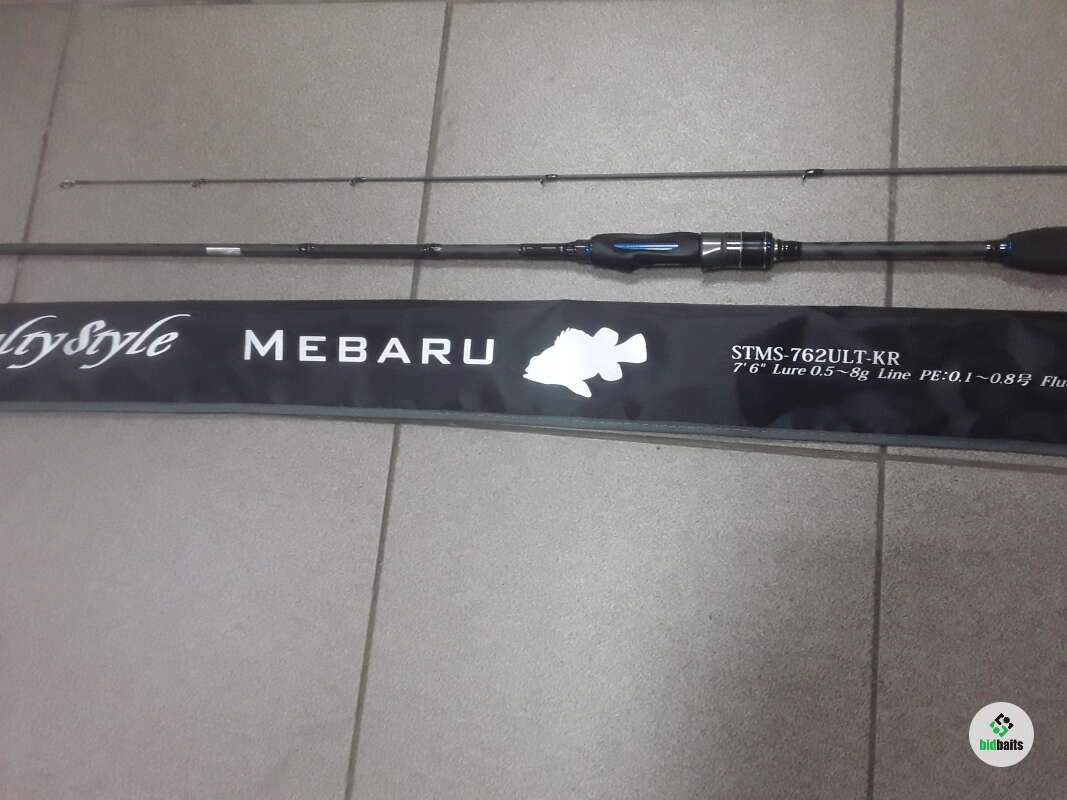 ltyStyle
MEBARU
STMS-762ULT-KR
7'6" Lure 0.5～8g Line PE:0.1～0.8号 Flu
bidbaits